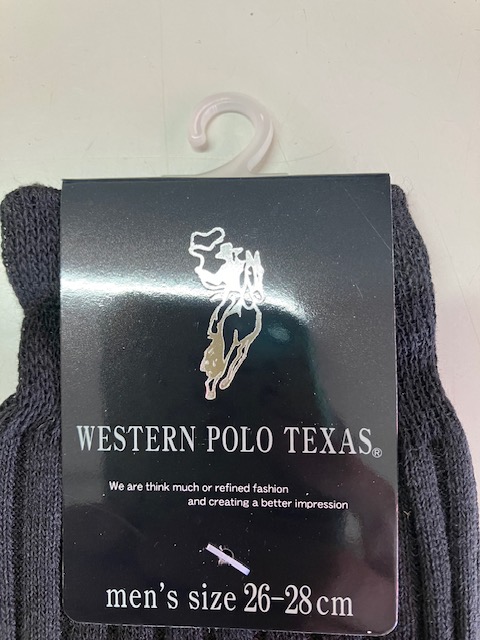 WESTERN POLO TEXAS®
We are think much or refined fashion
and creating a better impression
men's size 26-28cm